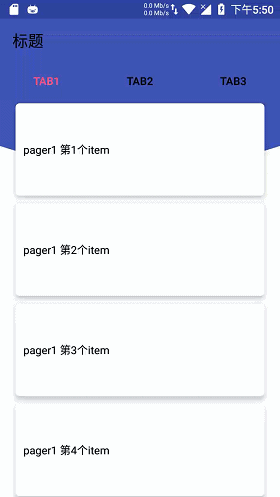 0.0 Mb/s
0.0 Mb/s
下午5:50
标题
TAB1 TAB2 TAB3
pager1 第1个item
pager1 第2个item
pager1 第3个item
pager1 第4个item